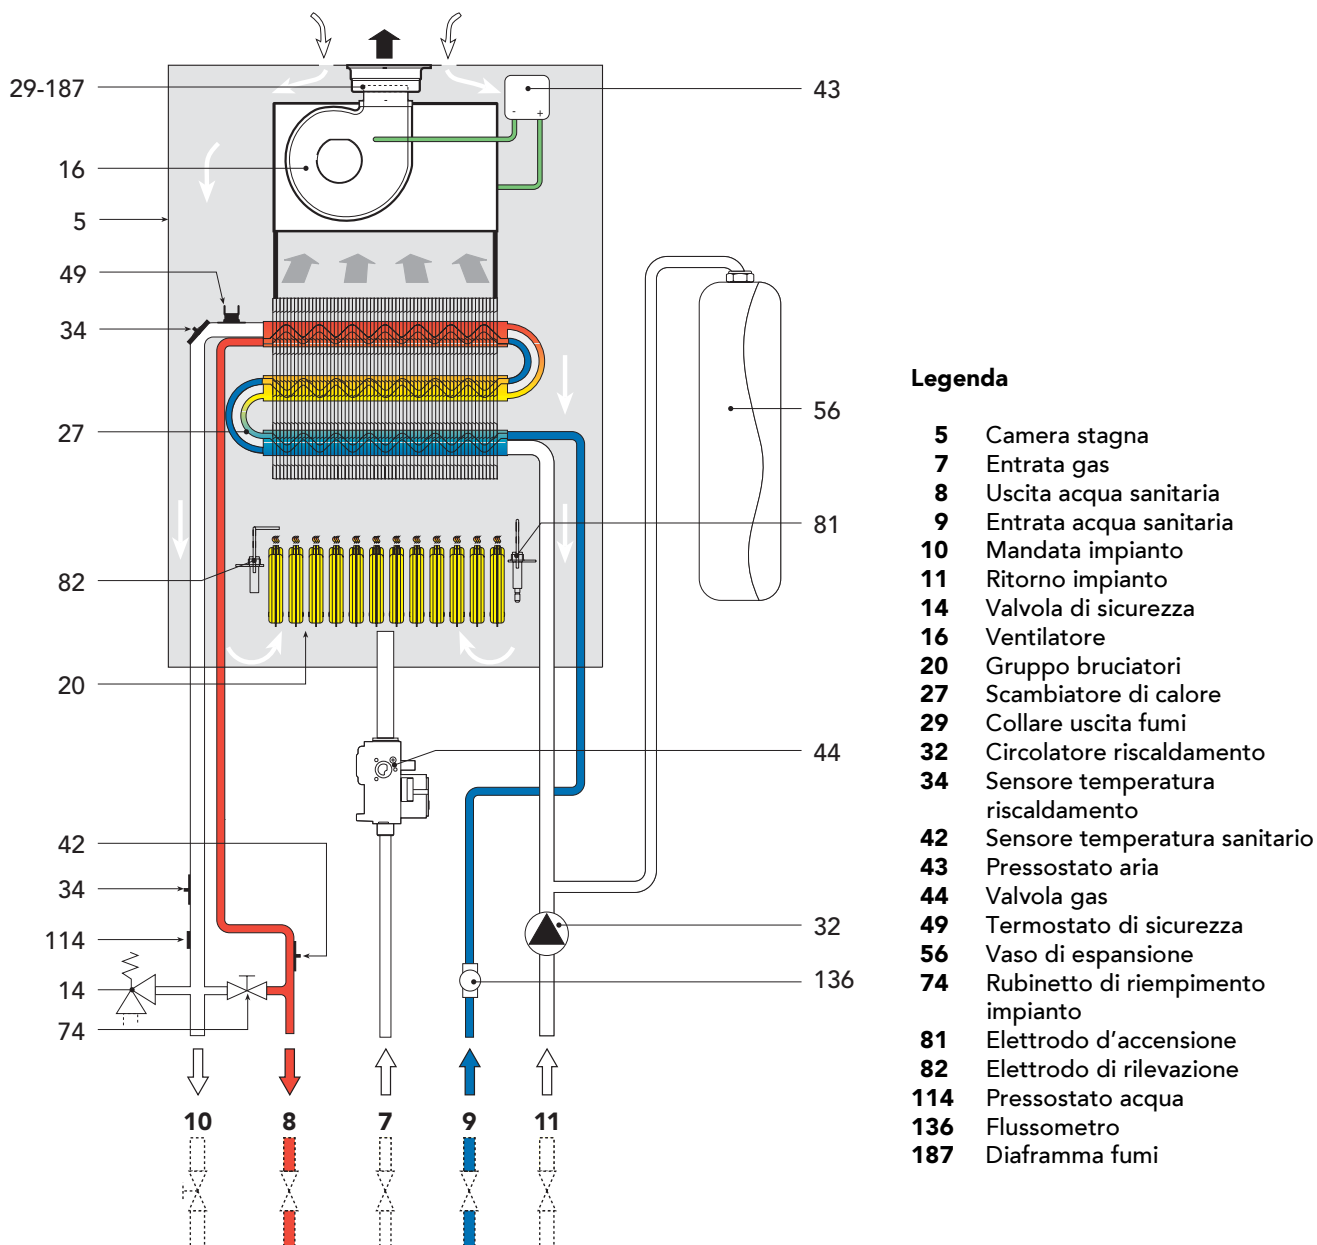 29-187
43
16
5
49
34
56
27
81
82
20
44
42
34
114
32
14
136
74
- +
10 8 7 9 11
Legenda
5 Camera stagna
7 Entrata gas
8 Uscita acqua sanitaria
9 Entrata acqua sanitaria
10 Mandata impianto
11 Ritorno impianto
14 Valvola di sicurezza
16 Ventilatore
20 Gruppo bruciatori
27 Scambiatore di calore
29 Collare uscita fumi
32 Circolatore riscaldamento
34 Sensore temperatura
riscaldamento
42 Sensore temperatura sanitario
43 Pressostato aria
44 Valvola gas
49 Termostato di sicurezza
56 Vaso di espansione
74 Rubinetto di riempimento
impianto
81 Elettrodo d'accensione
82 Elettrodo di rilevazione
114 Pressostato acqua
136 Flussometro
187 Diaframma fumi